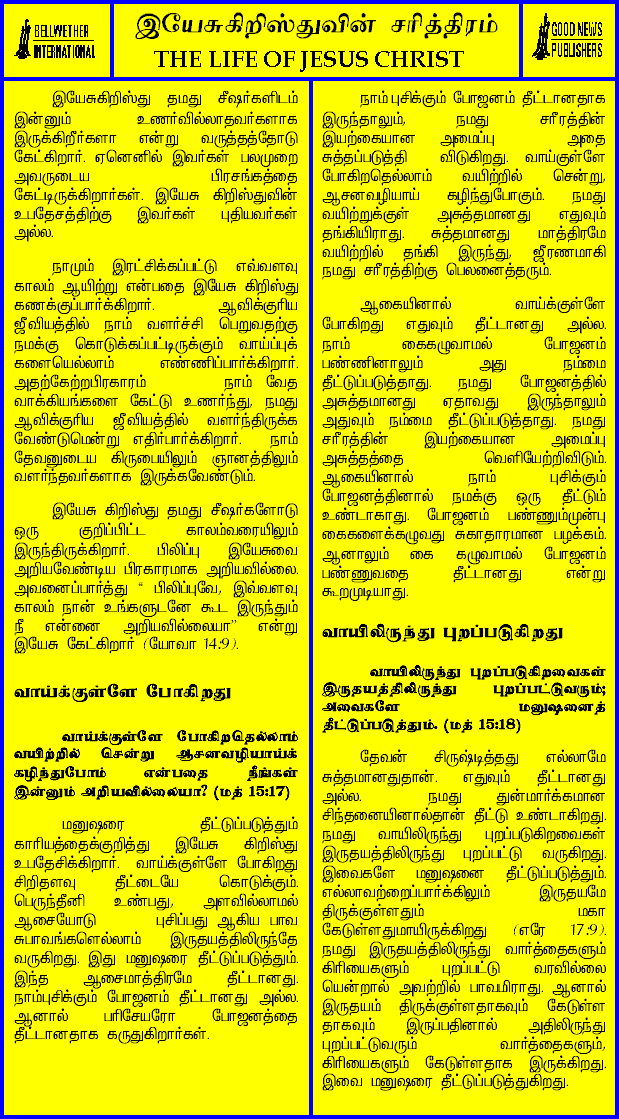 BELLWETHER
INTERNATIONAL
இயேசுகிறிஸ்துவின் சரித்திரம்
THE LIFE OF JESUS CHRIST
GOOD NEWS
PUBLISHERS
இயேசுகிறிஸ்து தமது சீஷர்களிடம்
இன்னும் உணர்வில்லாதவர்களாக
இருக்கிறீர்களா என்று வருத்தத்தோடு
கேட்கிறார். ஏனெனில் இவர்கள் பலமுறை
அவருடைய பிரசங்கத்தை
கேட்டிருக்கிறார்கள். இயேசு கிறிஸ்துவின்
உபதேசத்திற்கு இவர்கள் புதியவர்கள்
அல்ல.
நாமும் இரட்சிக்கப்பட்டு எவ்வளவு
காலம் ஆயிற்று என்பதை இயேசு கிறிஸ்து
கணக்குப்பார்க்கிறார். ஆவிக்குரிய
ஜீவியத்தில் நாம் வளர்ச்சி பெறுவதற்கு
நமக்கு கொடுக்கப்பட்டிருக்கும் வாய்ப்புக்
களையெல்லாம் எண்ணிப்பார்க்கிறார்.
அதற்கேற்றபிரகாரம் நாம் வேத
வாக்கியங்களை கேட்டு உணர்ந்து, நமது
ஆவிக்குரிய ஜீவியத்தில் வளர்ந்திருக்க
வேண்டுமென்று எதிர்பார்க்கிறார். நாம்
தேவனுடைய கிருபையிலும் ஞானத்திலும்
வளர்ந்தவர்களாக இருக்கவேண்டும்.
இயேசு கிறிஸ்து தமது சீஷர்களோடு
ஒரு குறிப்பிட்ட காலம்வரையிலும்
இருந்திருக்கிறார். பிலிப்பு இயேசுவை
அறியவேண்டிய பிரகாரமாக அறியவில்லை.
அவனைப்பார்த்து “ பிலிப்புவே, இவ்வளவு
காலம் நான் உங்களுடனே கூட இருந்தும்
நீ என்னை அறியவில்லையா” என்று
இயேசு கேட்கிறார் (யோவா 14:9).
வாய்க்குள்ளே போகிறது
வாய்க்குள்ளே போகிறதெல்லாம்
வயிற்றில் சென்று ஆசனவழியாய்க்
கழிந்துபோம் என்பதை நீங்கள்
இன்னும் அறியவில்லையா? (மத் 15:17)
மனுஷரை தீட்டுப்படுத்தும்
காரியத்தைக்குறித்து இயேசு கிறிஸ்து
உபதேசிக்கிறார். வாய்க்குள்ளே போகிறது
சிறிதளவு தீட்டையே கொடுக்கும்.
பெருந்தீனி உண்பது, அளவில்லாமல்
ஆசையோடு புசிப்பது ஆகிய பாவ
சுபாவங்களெல்லாம் இருதயத்திலிருந்தே
வருகிறது. இது மனுஷரை தீட்டுப்படுத்தும்.
இந்த ஆசைமாத்திரமே தீட்டானது.
நாம்புசிக்கும் போஜனம் தீட்டானது அல்ல.
ஆனால் பரிசேயரோ போஜனத்தை
தீட்டானதாக கருதுகிறார்கள்.
நாம்புசிக்கும் போஜனம் தீட்டானதாக
இருந்தாலும், நமது சரீரத்தின்
இயற்கையான அமைப்பு அதை
சுத்தப்படுத்தி விடுகிறது. வாய்குள்ளே
போகிறதெல்லாம் வயிற்றில் சென்று,
ஆசனவழியாய் கழிந்துபோகும். நமது
வயிற்றுக்குள் அசுத்தமானது எதுவும்
தங்கியிராது. சுத்தமானது மாத்திரமே
வயிற்றில் தங்கி இருந்து, ஜீரணமாகி
நமது சரீரத்திற்கு பெலனைத்தரும்.
ஆகையினால் வாய்க்குள்ளே
போகிறது எதுவும் தீட்டானது அல்ல.
நாம் கைகழுவாமல் போஜனம்
பண்ணினாலும் அது நம்மை
தீட்டுப்படுத்தாது. நமது போஜனத்தில்
அசுத்தமானது ஏதாவது இருந்தாலும்
அதுவும் நம்மை தீட்டுப்படுத்தாது. நமது
சரீரத்தின் இயற்கையான அமைப்பு
அசுத்தத்தை வெளியேற்றிவிடும்.
ஆகையினால் நாம் புசிக்கும்
போஜனத்தினால் நமக்கு ஒரு தீட்டும்
உண்டாகாது. போஜனம் பண்ணும்முன்பு
கைகளைக்கழுவது சுகாதாரமான பழக்கம்.
ஆனாலும் கை கழுவாமல் போஜனம்
பண்ணுவதை தீட்டானது என்று
கூறமுடியாது.
வாயிலிருந்து புறப்படுகிறது
வாயிலிருந்து புறப்படுகிறவைகள்
இருதயத்திலிருந்து புறப்பட்டுவரும்;
அவைகளே மனுஷனைத்
தீட்டுப்படுத்தும். (மத் 15:18)
தேவன் சிருஷ்டித்தது எல்லாமே
சுத்தமானதுதான். எதுவும் தீட்டானது
அல்ல. நமது துன்மார்க்கமான
சிந்தனையினால்தான் தீட்டு உண்டாகிறது.
நமது வாயிலிருந்து புறப்படுகிறவைகள்
இருதயத்திலிருந்து புறப்பட்டு வருகிறது.
இவைகளே மனுஷனை தீட்டுப்படுத்தும்.
எல்லாவற்றைப்பார்க்கிலும் இருதயமே
திருக்குள்ளதும் மகா
கேடுள்ளதுமாயிருக்கிறது (எரே 17:9).
நமது இருதயத்திலிருந்து வார்த்தைகளும்
கிரியைகளும் புறப்பட்டு வரவில்லை
யென்றால் அவற்றில் பாவமிராது. ஆனால்
இருதயம் திருக்குள்ளதாகவும் கேடுள்ள
தாகவும் இருப்பதினால் அதிலிருந்து
புறப்பட்டுவரும் வார்த்தைகளும்,
கிரியைகளும் கேடுள்ளதாக இருக்கிறது.
இவை மனுஷரை தீட்டுப்படுத்துகிறது.